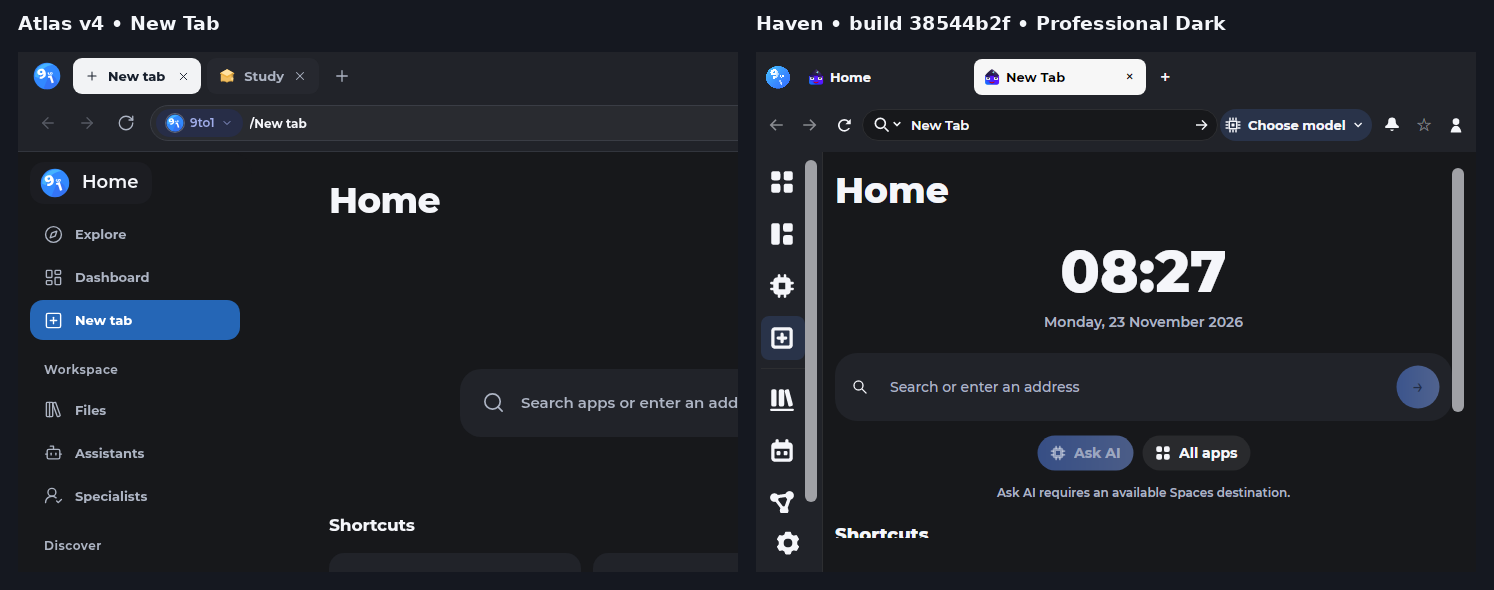 Atlas v4 • New Tab
New tab
Study
9to1
/New tab
Home
Explore
Dashboard
New tab
Workspace
Files
Assistants
Specialists
Discover
Home
Search apps or enter an add
Shortcuts
Haven • build 38544b2f • Professional Dark
Home
New Tab
New Tab
Choose model
Home
08:27
Monday, 23 November 2026
Search or enter an address
Ask AI
All apps
Ask AI requires an available Spaces destination.
Shortcuts